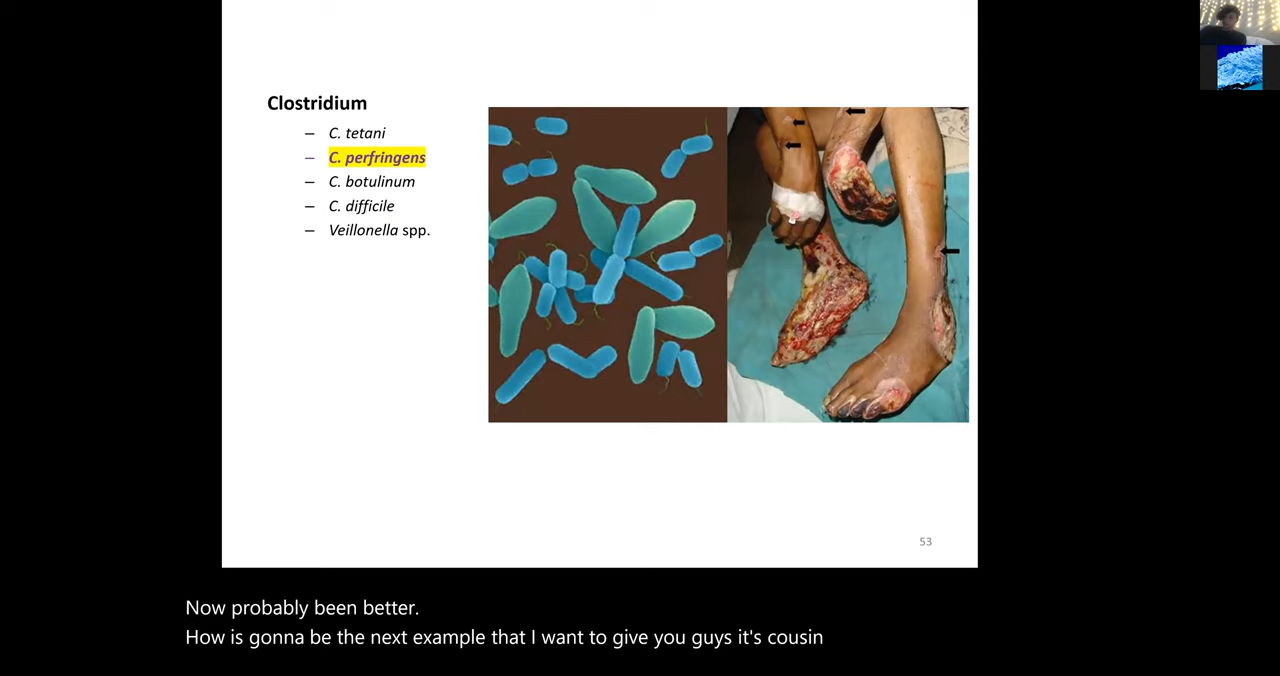 Clostridium
– C. tetani
– C. perfringens
– C. botulinum
– C. difficile
– Veillonella spp.
53
Now probably been better.
How is gonna be the next example that I want to give you guys it's cousin